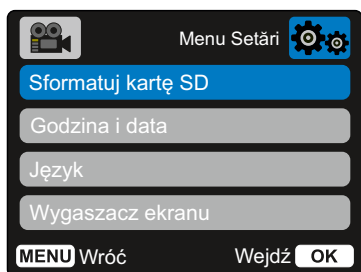 Menu Setări
Sformatuj kartę SD
Godzina i data
Język
Wygaszacz ekranu
MENU Wróć Wejdź OK